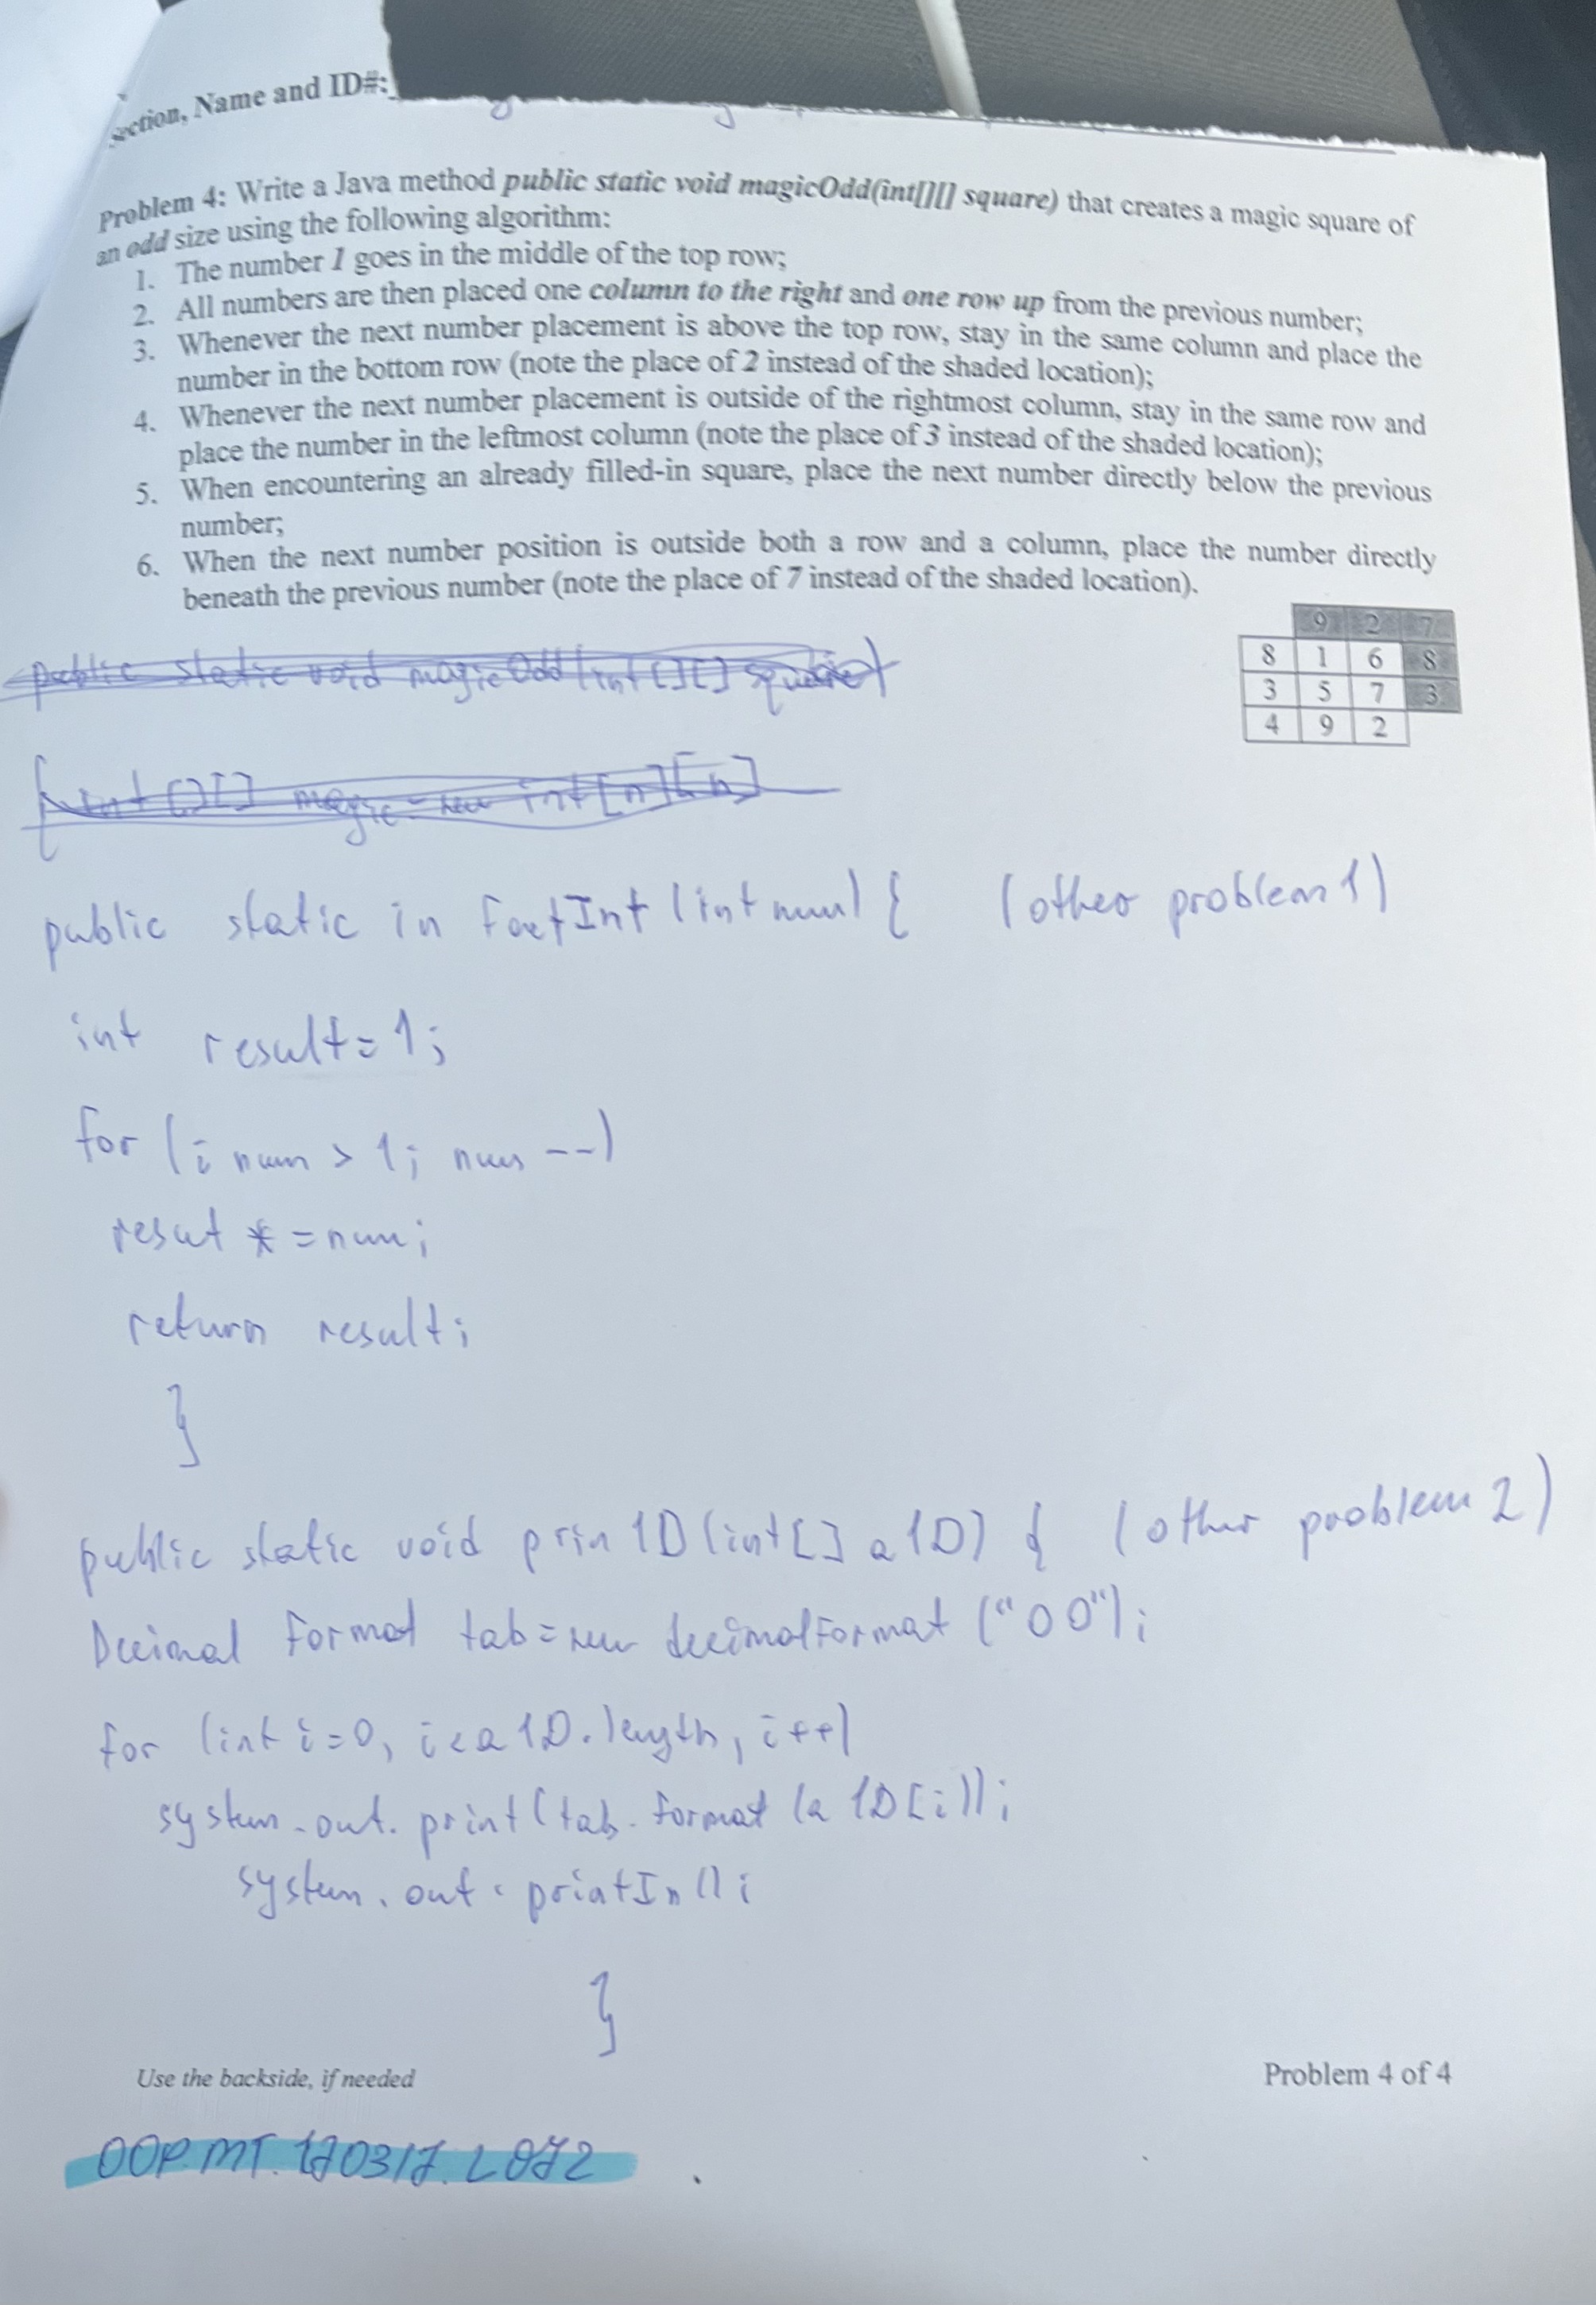 section, Name and ID#:
Problem 4: Write a Java method public static void magicOdd(int[][] square) that creates a magic square of
an odd size using the following algorithm:
1. The number 1 goes in the middle of the top row;
2. All numbers are then placed one column to the right and one row up from the previous number;
3. Whenever the next number placement is above the top row, stay in the same column and place the
number in the bottom row (note the place of 2 instead of the shaded location);
4. Whenever the next number placement is outside of the rightmost column, stay in the same row and
place the number in the leftmost column (note the place of 3 instead of the shaded location);
5. When encountering an already filled-in square, place the next number directly below the previous
number;
6. When the next number position is outside both a row and a column, place the number directly
beneath the previous number (note the place of 7 instead of the shaded location).
9 2 7
8 1 6 8
3 5 7 3
4 9 2
public static void magicOdd(int[][] square)
{ int[][] magic = new int[n][n]
public static in FactInt (int num) { (other problem 1)
int result = 1;
for (; num > 1; num --)
resut * = num;
return result;
}
public static void prin 1D (int[] a1D) { (other problem 2)
Decimal Format tab = new decimalFormat ("00");
for (int i=0, i<a1D.length, i++)
system.out.print(tab.format(a1D[i]));
system.out.printIn();
}
Use the backside, if needed
Problem 4 of 4
OOP.MT.170317.L072